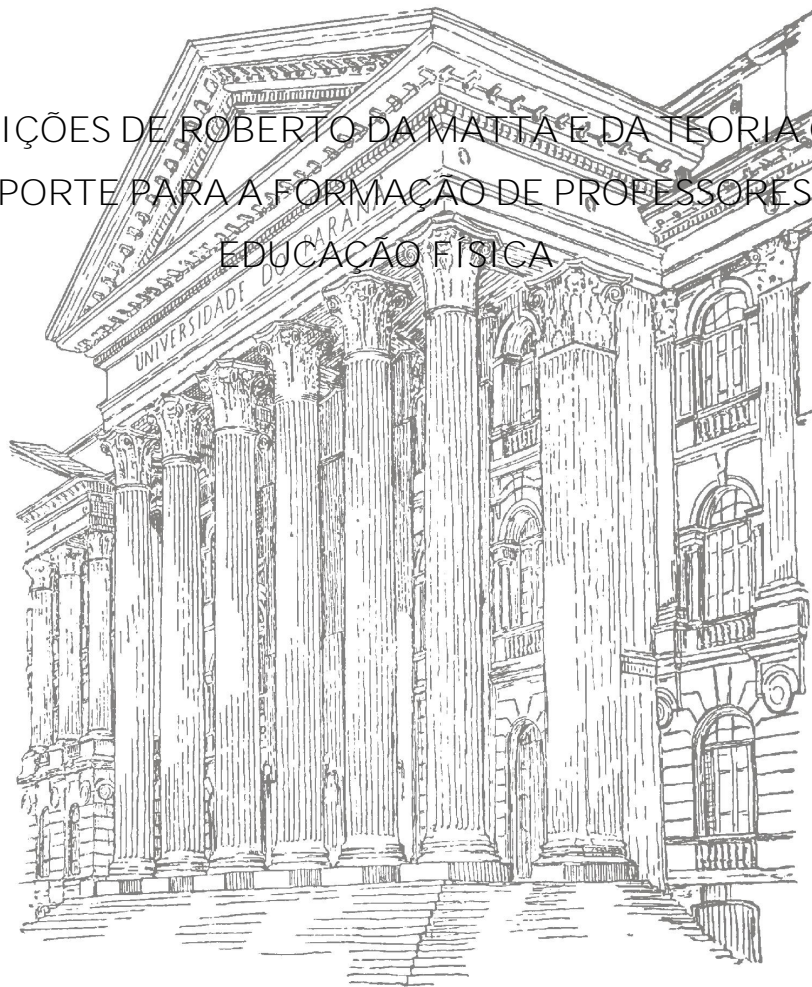 IÇÕES DE ROBERTO DA MATTA E DA TEORIA
PORTE PARA A FORMAÇÃO DE PROFESSORES
EDUCAÇÃO FÍSICA
UNIVERSIDADE DO PARANÁ